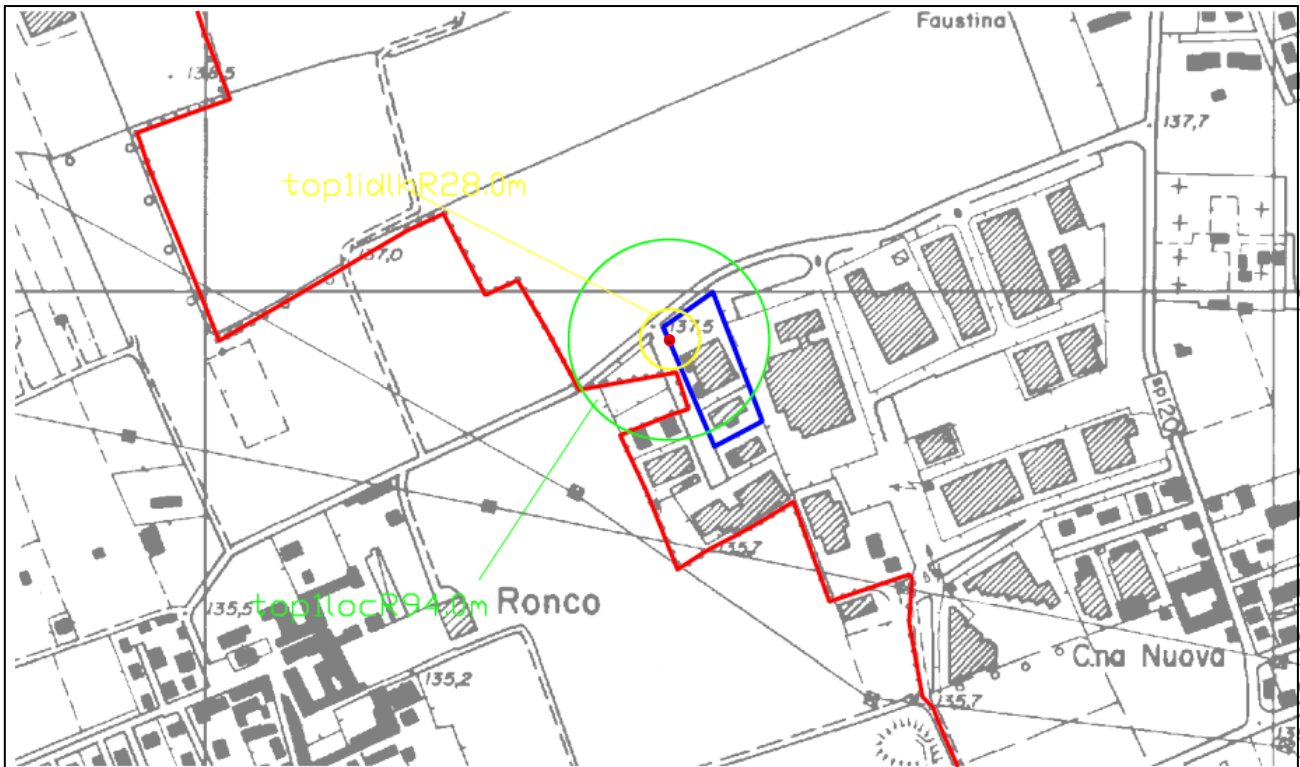 Faustina
138,5
137,7
top1idlkR28.0m
137,0
137,5
sp120
135,7
135,5
top1locR94.0m
Ronco
C.na Nuova
135,2
135,7